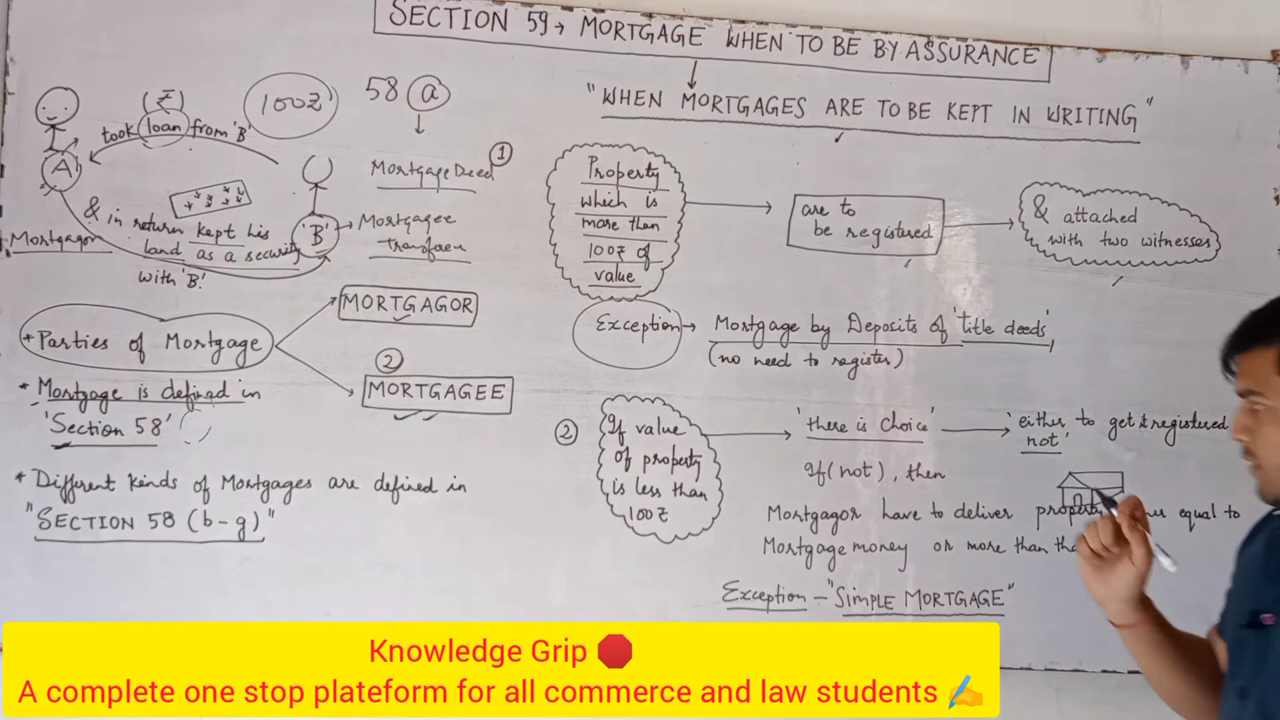 SECTION 59 → MORTGAGE WHEN TO BE BY ASSURANCE
"WHEN MORTGAGES ARE TO BE KEPT IN WRITING"
(₹)
took loan from 'B'
100₹
58 a
A
& in return kept his
land as a security
with 'B'.
Mortgagor
'B'
Mortgage Deed
→ Mortgagee
① Property
which is
more than
100₹ of
value
are to
be registered
& attached
with two witnesses
Exception → Mortgage by Deposits of 'title deeds'
(no need to register)
* Parties of Mortgage
MORTGAGOR
②
MORTGAGEE
* Mortgage is defined in
'Section 58'
* Different kinds of Mortgages are defined in
"SECTION 58 (b-g)"
② If value
of property
is less than
100₹
'there is choice'
'either to get it registered
not'
If (not), then
Mortgagor have to deliver property equal to
Mortgage money or more than
Exception - "SIMPLE MORTGAGE"
Knowledge Grip 🛑
A complete one stop plateform for all commerce and law students ✍️